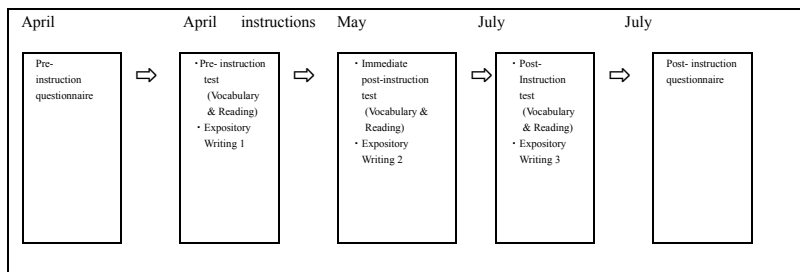 April
April instructions
May
July
July
Pre-
instruction
questionnaire
・Pre- instruction
test
(Vocabulary
& Reading)
・Expository
Writing 1
・Immediate
post-instruction
test
(Vocabulary &
Reading)
・Expository
Writing 2
・Post-
Instruction
test
(Vocabulary
& Reading)
・Expository
Writing 3
Post- instruction
questionnaire